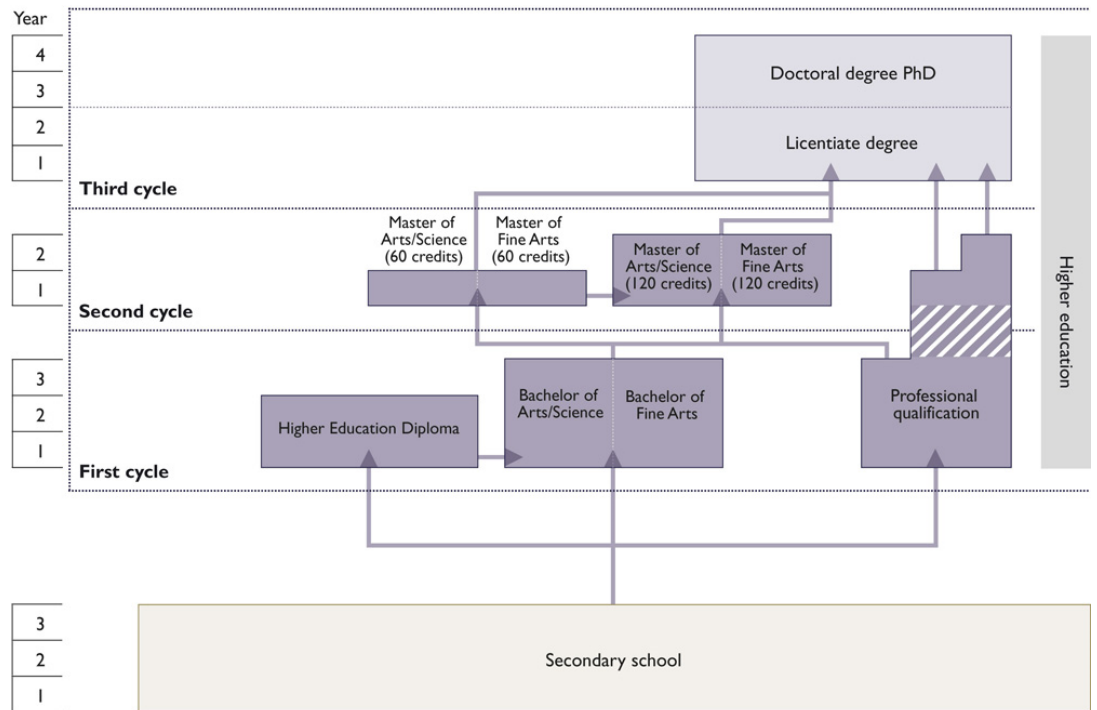 Year
4
3
2
1
Doctoral degree PhD
Licentiate degree
Third cycle
Master of
Arts/Science
(60 credits)
Master of
Fine Arts
(60 credits)
Master of
Arts/Science
(120 credits)
Master of
Fine Arts
(120 credits)
2
1
Second cycle
Higher education
3
2
1
Higher Education Diploma
Bachelor of
Arts/Science
Bachelor of
Fine Arts
Professional
qualification
First cycle
3
2
1
Secondary school